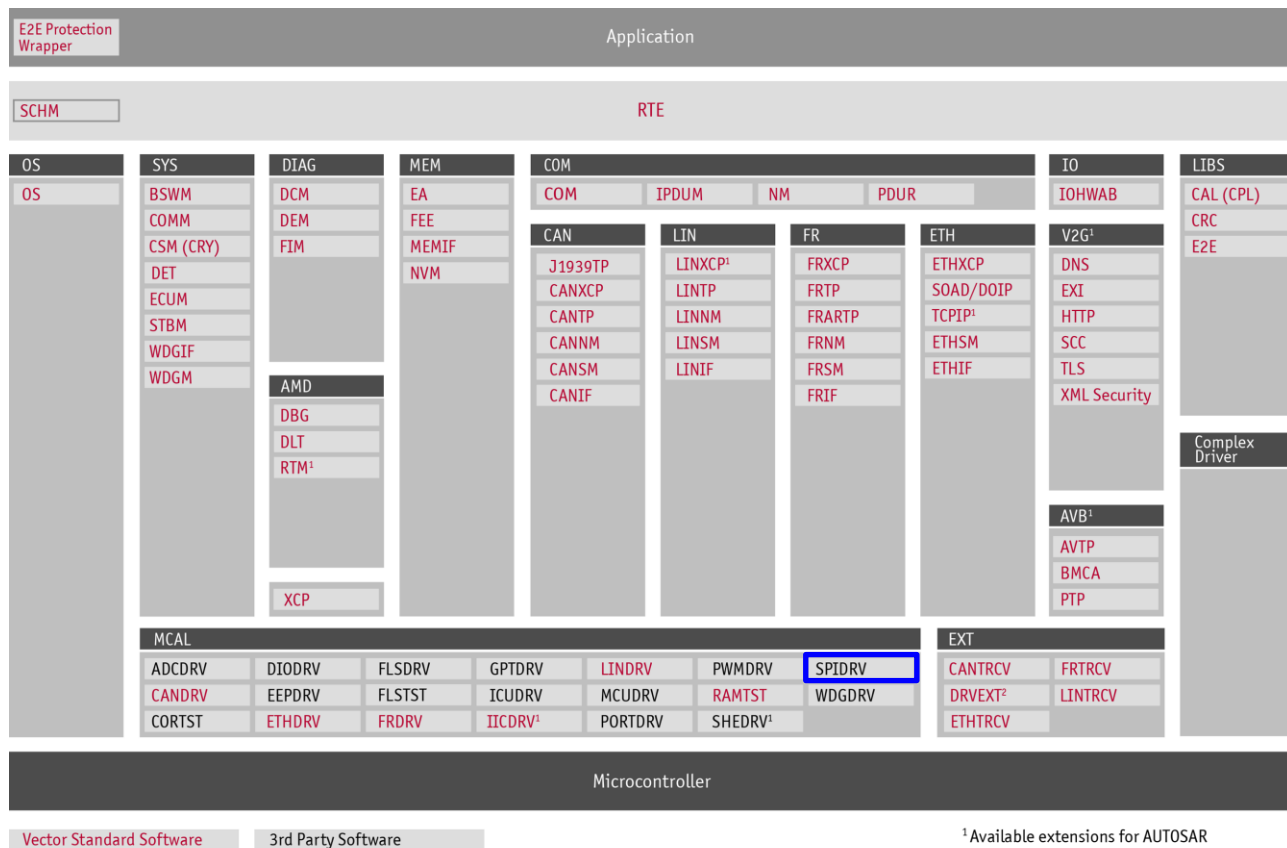 E2E Protection
Wrapper
Application
SCHM
RTE
OS
OS
SYS
BSWM
COMM
CSM (CRY)
DET
ECUM
STBM
WDGIF
WDGM
DIAG
DCM
DEM
FIM
AMD
DBG
DLT
RTM¹
XCP
MEM
EA
FEE
MEMIF
NVM
COM
COM IPDUM NM PDUR
CAN
J1939TP
CANXCP
CANTP
CANNM
CANSM
CANIF
LIN
LINXCP¹
LINTP
LINNM
LINSM
LINIF
FR
FRXCP
FRTP
FRARTP
FRNM
FRSM
FRIF
ETH
ETHXCP
SOAD/DOIP
TCPIP¹
ETHSM
ETHIF
IO
IOHWAB
V2G¹
DNS
EXI
HTTP
SCC
TLS
XML Security
AVB¹
AVTP
BMCA
PTP
LIBS
CAL (CPL)
CRC
E2E
Complex
Driver
MCAL
ADCDRV DIODRV FLSDRV GPTDRV LINDRV PWMDRV SPIDRV
CANDRV EEPDRV FLSTST ICUDRV MCUDRV RAMTST WDGDRV
CORTST ETHDRV FRDRV IICDRV¹ PORTDRV SHEDRV¹
EXT
CANTRCV FRTRCV
DRVEXT² LINTRCV
ETHTRCV
Microcontroller
Vector Standard Software 3rd Party Software
¹ Available extensions for AUTOSAR